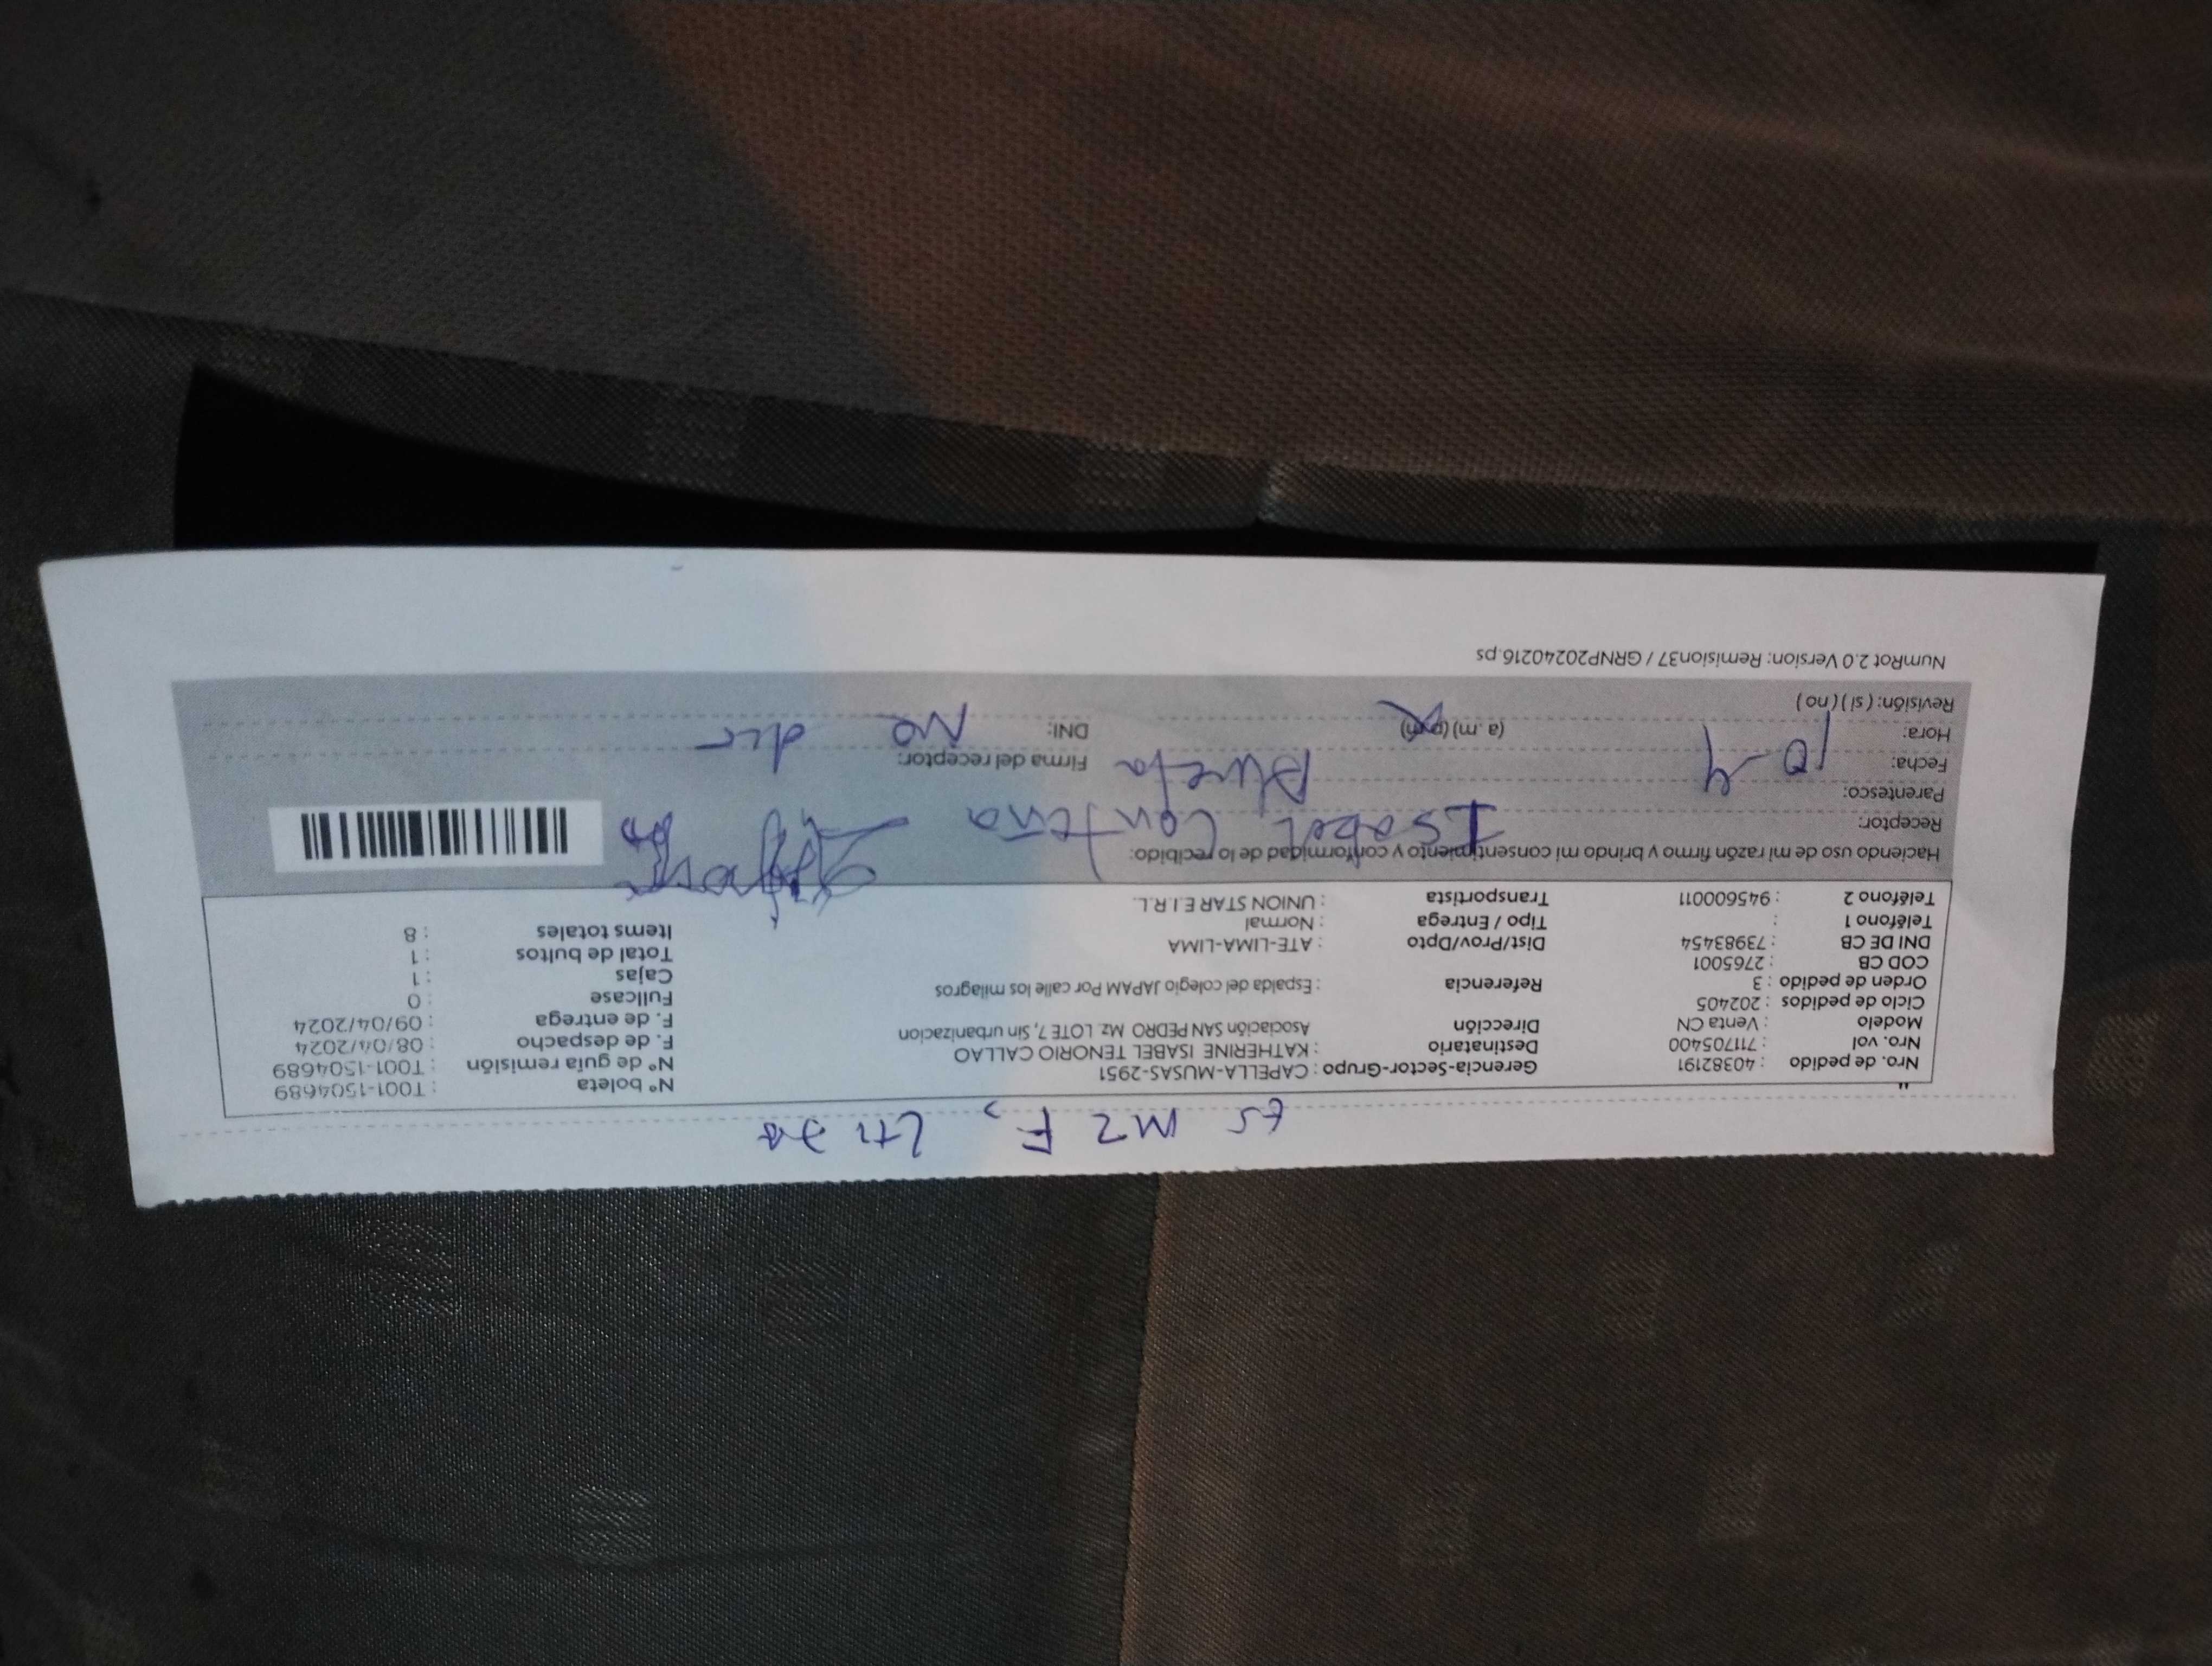 es MZ F, Lt
"
Nro. de pedido : 40382191 Gerencia-Sector-Grupo : CAPELLA-MUSAS-2951 N° boleta : T001-1504689
Nro. vol : 711705400 Destinatario : KATHERINE ISABEL TENORIO CALLAO N° de guía remisión : T001-1504689
Modelo : Venta CN Dirección Asociación SAN PEDRO Mz. LOTE 7, Sin urbanizacion F. de despacho : 08/04/2024
Ciclo de pedidos : 202405 F. de entrega : 09/04/2024
Orden de pedido : 3 Referencia : Espalda del colegio JAPAM Por calle los milagros Fullcase : 0
COD CB : 2765001 Cajas : 1
DNI DE CB : 73983454 Dist/Prov/Dpto : ATE-LIMA-LIMA Total de bultos : 1
Teléfono 1 : Tipo / Entrega : Normal Items totales : 8
Teléfono 2 : 945600011 Transportista : UNION STAR E.I.R.L.
Haciendo uso de mi razón firmo y brindo mi consentimiento y conformidad de lo recibido:
Receptor: Isabel
Parentesco:
Fecha: 10-4 Firma del receptor:
Hora: (a.m) (p.m) DNI: No
Revisión: ( si ) ( no )
NumRot 2.0 Version: Remision37 / GRNP20240216.ps